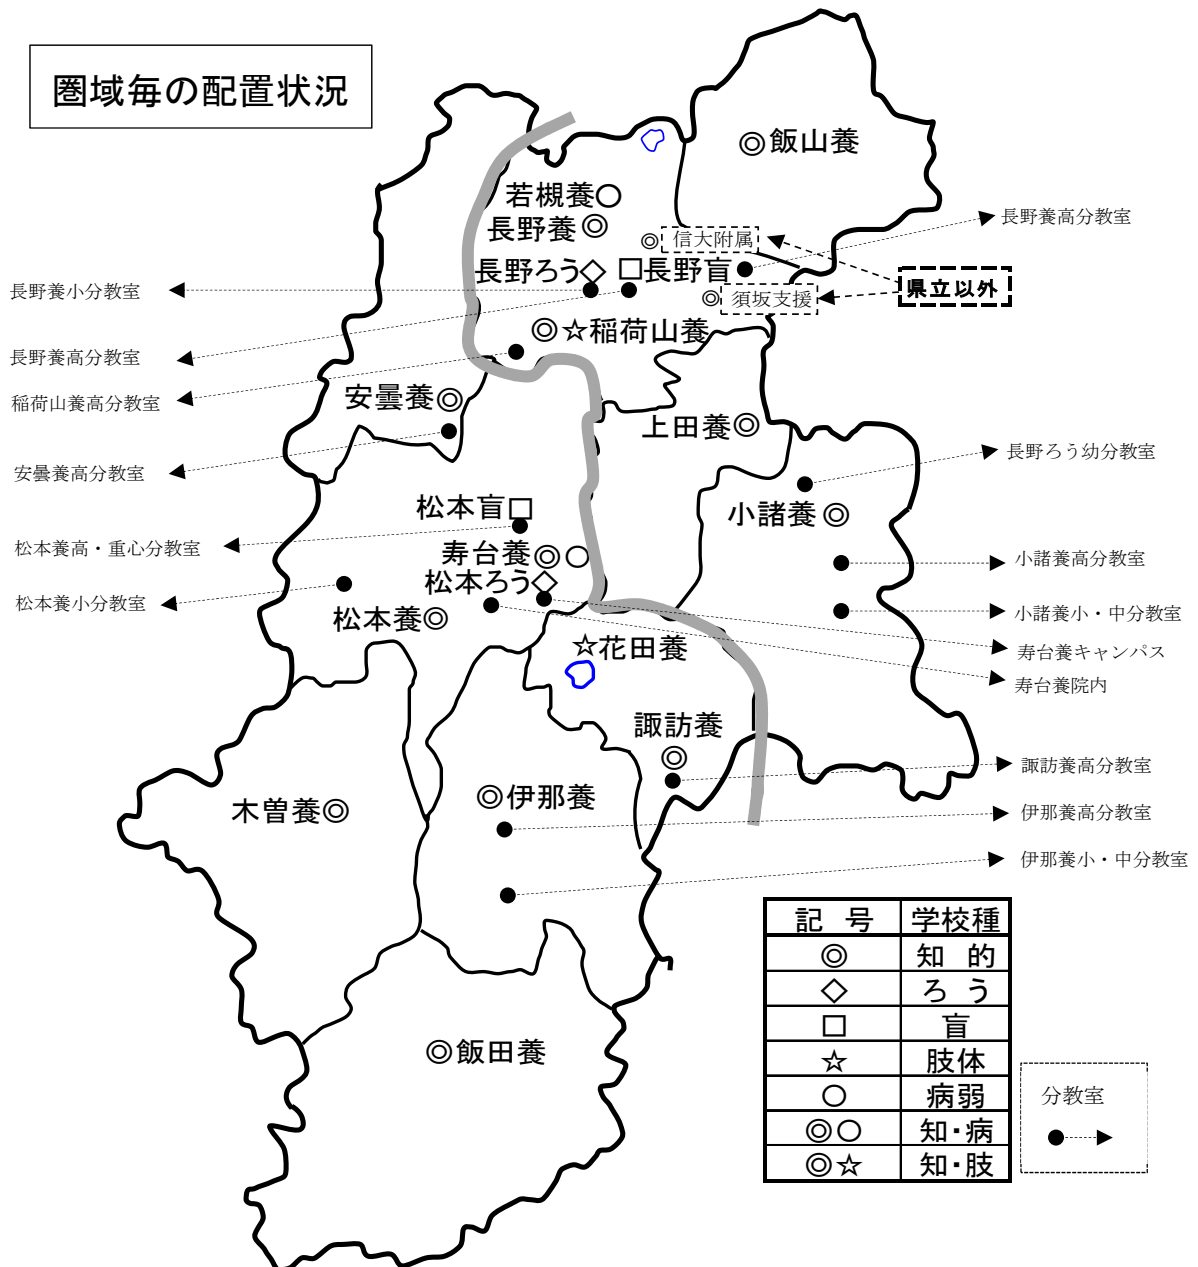 圏域毎の配置状況
◎飯山養
若槻養○
長野養◎
◎信大附属
長野養高分教室
長野ろう◇
□長野盲
県立以外
長野養小分教室
◎須坂支援
◎☆稲荷山養
長野養高分教室
稲荷山養高分教室
安曇養◎
上田養◎
安曇養高分教室
長野ろう幼分教室
松本盲□
小諸養◎
松本養高・重心分教室
寿台養◎○
小諸養高分教室
松本ろう◇
松本養小分教室
松本養◎
小諸養小・中分教室
☆花田養
寿台養キャンパス
寿台養院内
諏訪養
◎
諏訪養高分教室
木曽養◎
◎伊那養
伊那養高分教室
伊那養小・中分教室
◎飯田養
記 号 学校種
◎ 知 的
◇ ろ う
□ 盲
☆ 肢体
○ 病弱
◎○ 知・病
◎☆ 知・肢
分教室